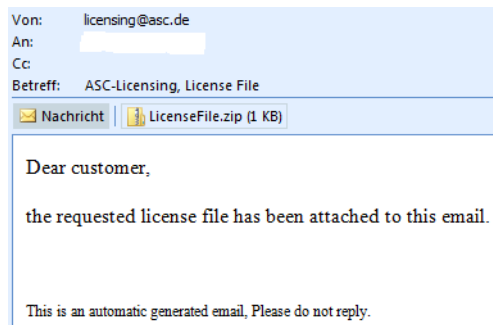 Von: licensing@asc.de
An:
Cc:
Betreff: ASC-Licensing, License File
Nachricht LicenseFile.zip (1 KB)
Dear customer,
the requested license file has been attached to this email.
This is an automatic generated email, Please do not reply.